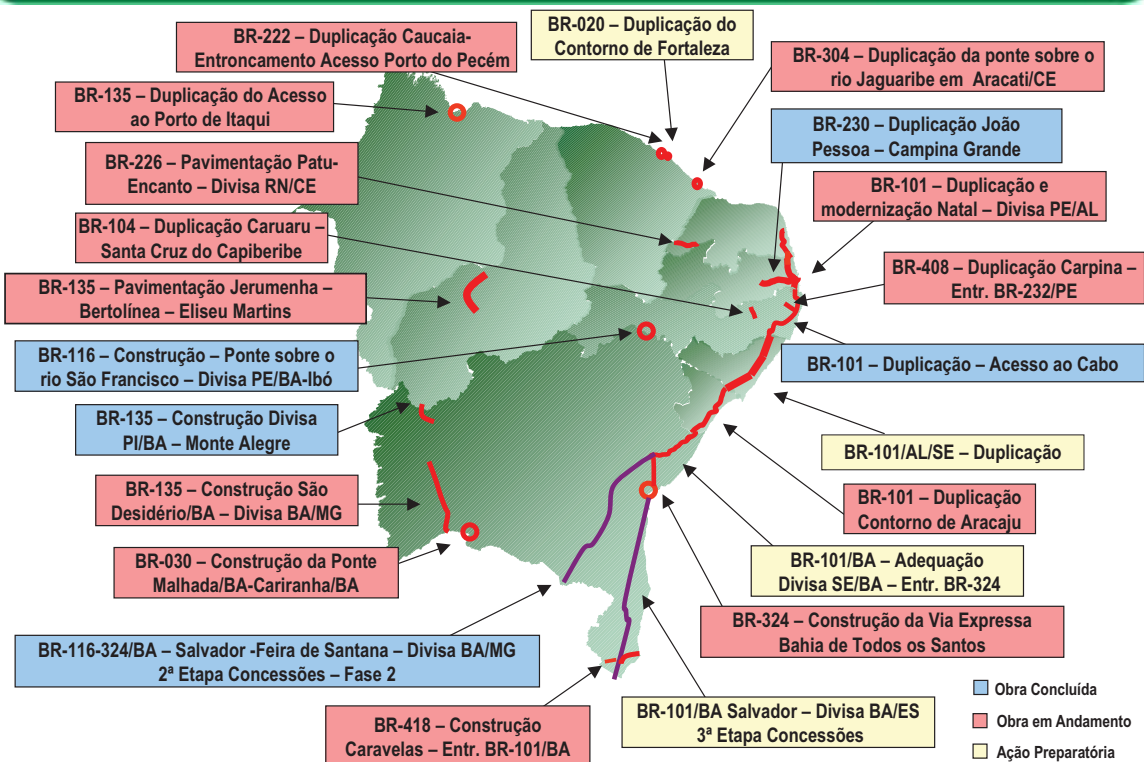 BR-020 – Duplicação do
Contorno de Fortaleza
BR-222 – Duplicação Caucaia-
Entroncamento Acesso Porto do Pecém
BR-304 – Duplicação da ponte sobre o
rio Jaguaribe em Aracati/CE
BR-135 – Duplicação do Acesso
ao Porto de Itaqui
BR-230 – Duplicação João
Pessoa – Campina Grande
BR-226 – Pavimentação Patu-
Encanto – Divisa RN/CE
BR-101 – Duplicação e
modernização Natal – Divisa PE/AL
BR-104 – Duplicação Caruaru –
Santa Cruz do Capiberibe
BR-408 – Duplicação Carpina –
Entr. BR-232/PE
BR-135 – Pavimentação Jerumenha –
Bertolínea – Eliseu Martins
BR-116 – Construção – Ponte sobre o
rio São Francisco – Divisa PE/BA-Ibó
BR-101 – Duplicação – Acesso ao Cabo
BR-135 – Construção Divisa
PI/BA – Monte Alegre
BR-101/AL/SE – Duplicação
BR-135 – Construção São
Desidério/BA – Divisa BA/MG
BR-101 – Duplicação
Contorno de Aracaju
BR-030 – Construção da Ponte
Malhada/BA-Cariranha/BA
BR-101/BA – Adequação
Divisa SE/BA – Entr. BR-324
BR-324 – Construção da Via Expressa
Bahia de Todos os Santos
BR-116-324/BA – Salvador -Feira de Santana – Divisa BA/MG
2ª Etapa Concessões – Fase 2
BR-101/BA Salvador – Divisa BA/ES
3ª Etapa Concessões
BR-418 – Construção
Caravelas – Entr. BR-101/BA
Obra Concluída
Obra em Andamento
Ação Preparatória